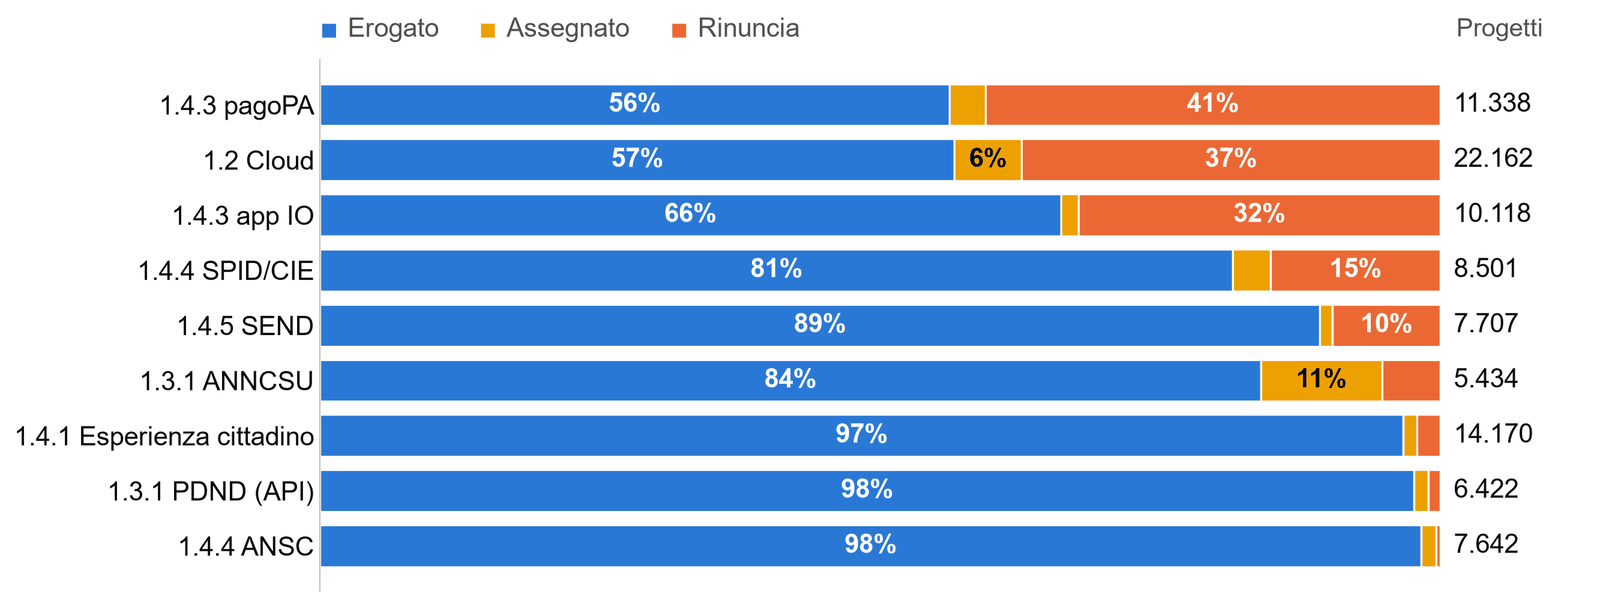 Erogato Assegnato Rinuncia Progetti
1.4.3 pagoPA 56% 41% 11.338
1.2 Cloud 57% 6% 37% 22.162
1.4.3 app IO 66% 32% 10.118
1.4.4 SPID/CIE 81% 15% 8.501
1.4.5 SEND 89% 10% 7.707
1.3.1 ANNCSU 84% 11% 5.434
1.4.1 Esperienza cittadino 97% 14.170
1.3.1 PDND (API) 98% 6.422
1.4.4 ANSC 98% 7.642